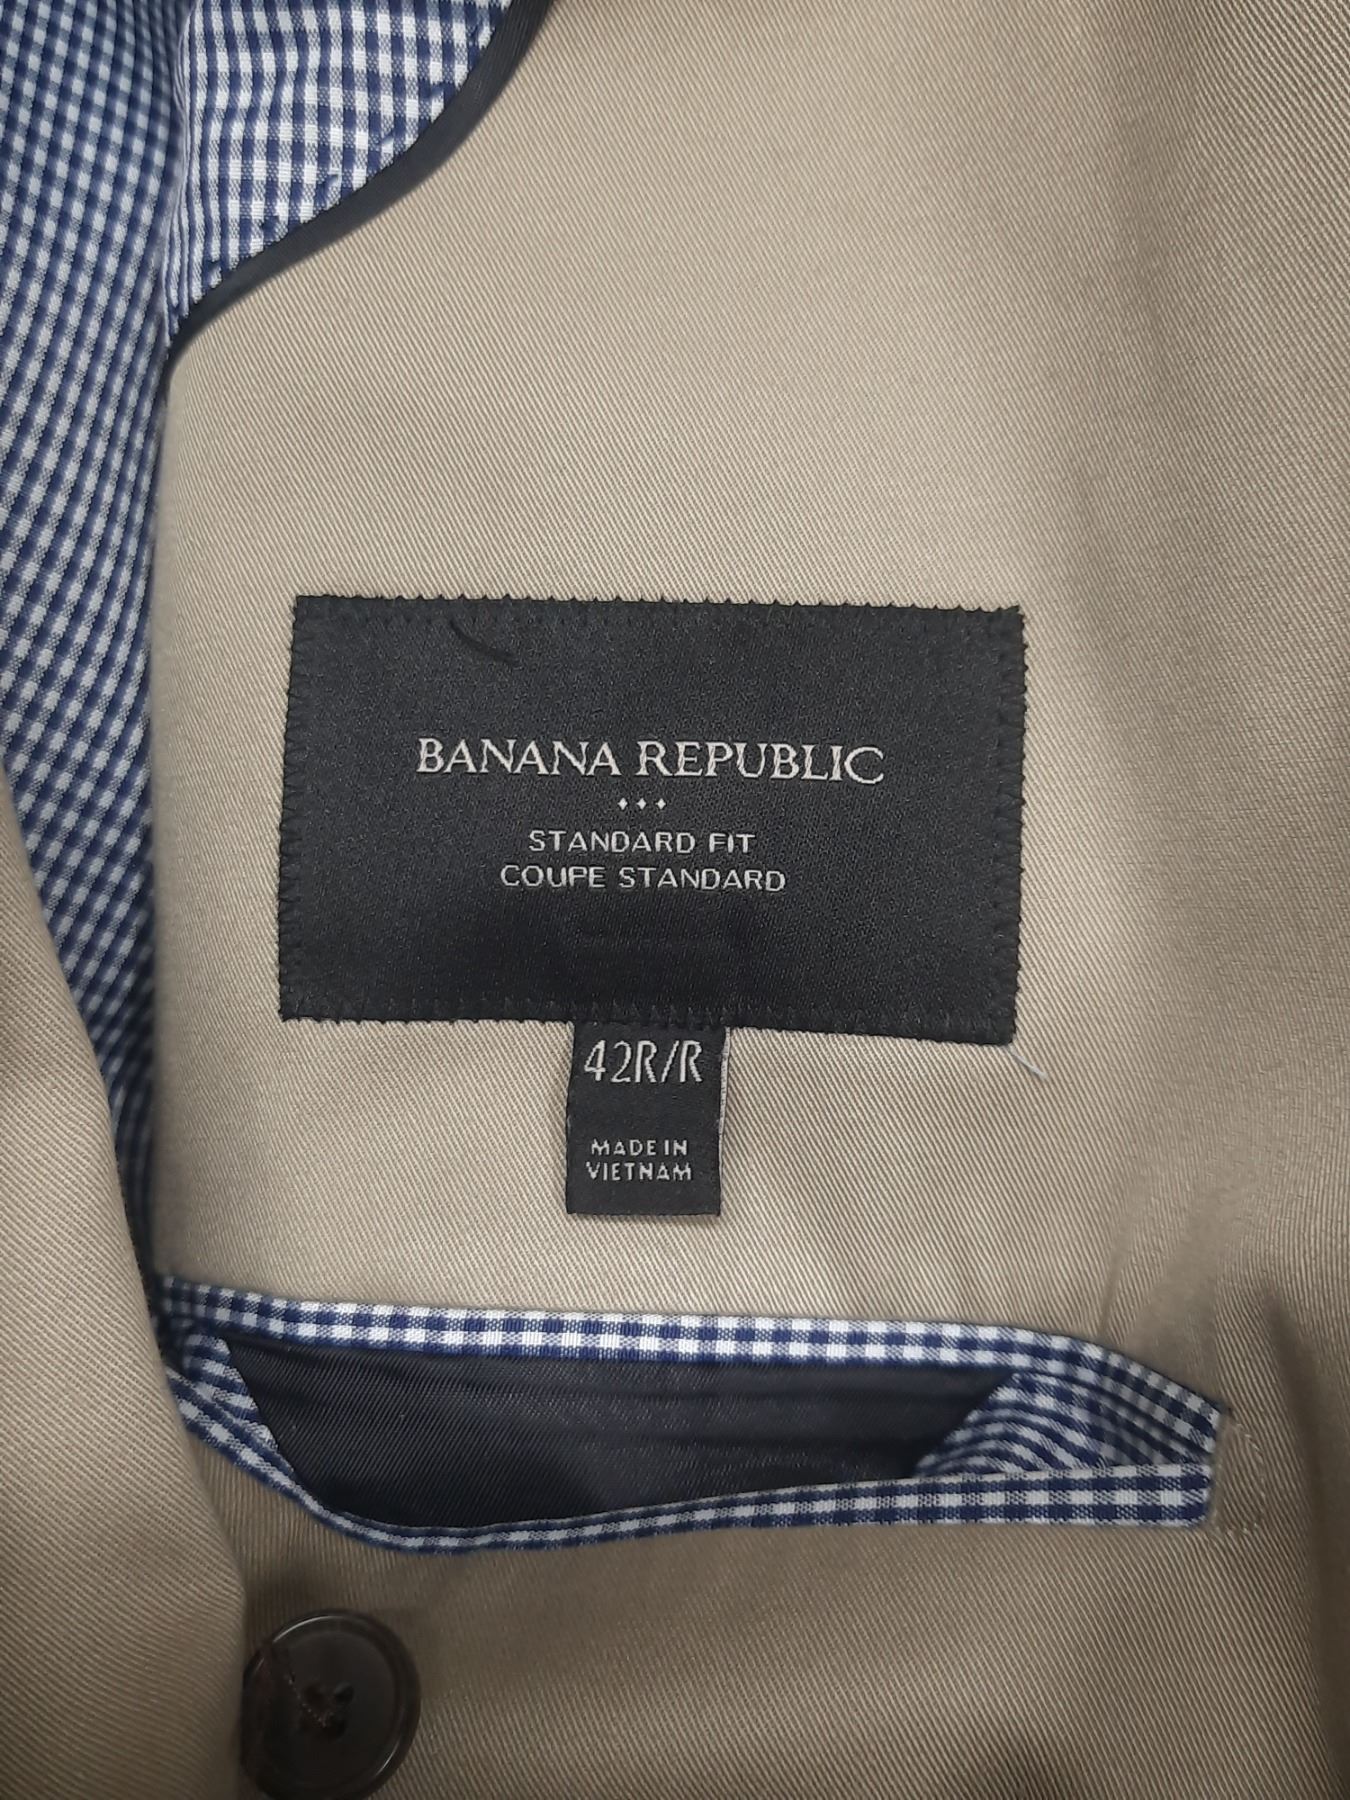 BANANA REPUBLIC
STANDARD FIT
COUPE STANDARD
42R/R
MADE IN
VIETNAM